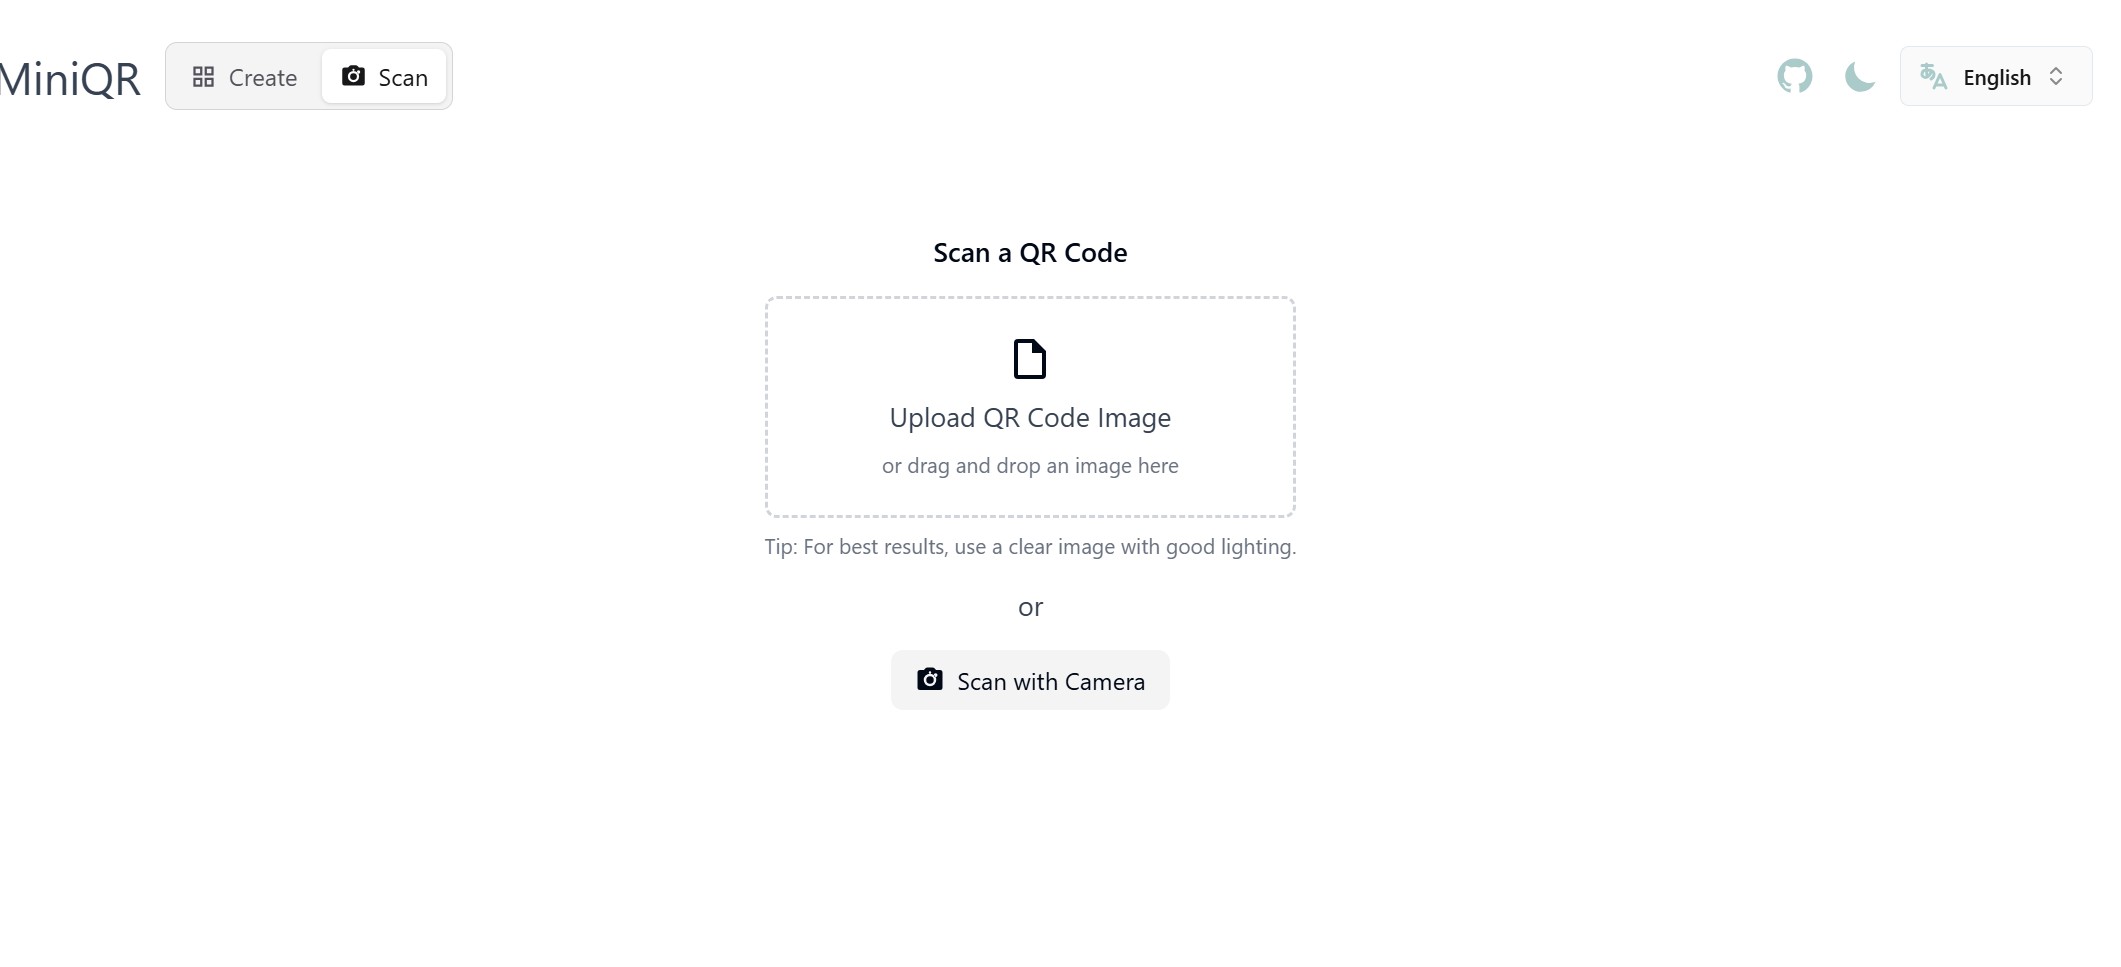 MiniQR
Create
Scan
English
Scan a QR Code
Upload QR Code Image
or drag and drop an image here
Tip: For best results, use a clear image with good lighting.
or
Scan with Camera